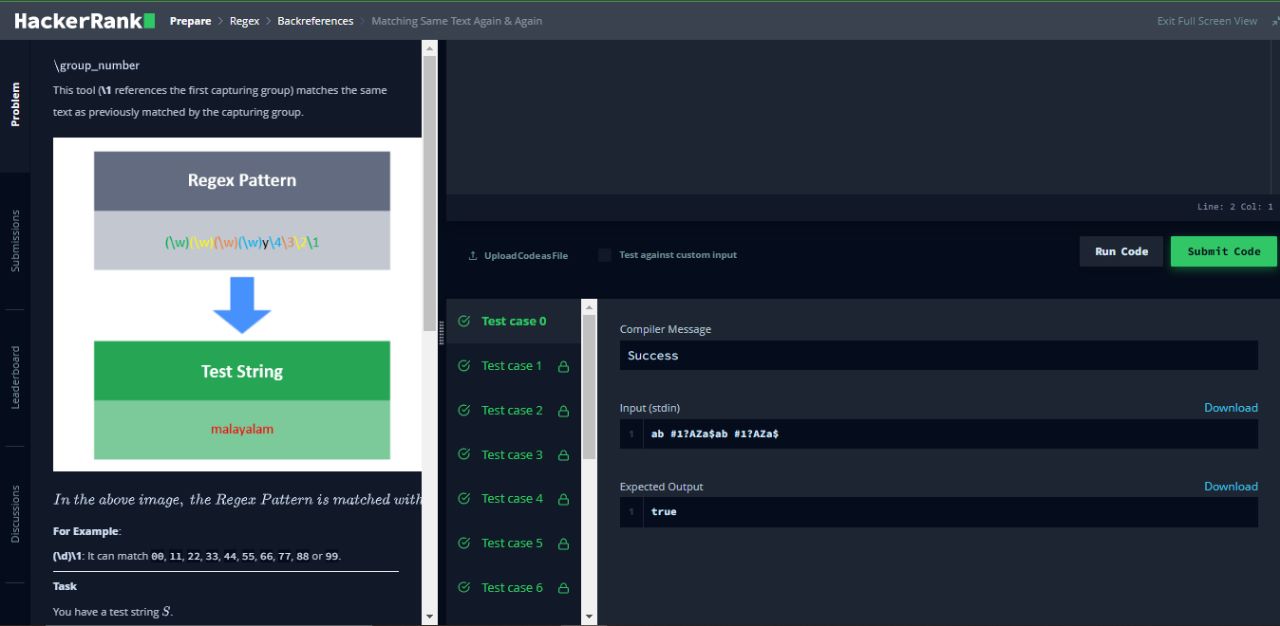 HackerRank Prepare > Regex > Backreferences > Matching Same Text Again & Again Exit Full Screen View
Problem
Submissions
Leaderboard
Discussions
\group_number
This tool (\1 references the first capturing group) matches the same
text as previously matched by the capturing group.
Regex Pattern
(\w)(\w)(\w)(\w)y\4\3\2\1
Test String
malayalam
In the above image, the Regex Pattern is matched with
For Example:
(\d)\1: It can match 00, 11, 22, 33, 44, 55, 66, 77, 88 or 99.
Task
You have a test string S.
Line: 2 Col: 1
Upload Code as File
Test against custom input
Run Code
Submit Code
Test case 0
Test case 1
Test case 2
Test case 3
Test case 4
Test case 5
Test case 6
Compiler Message
Success
Input (stdin) Download
1 ab #1?AZa$ab #1?AZa$
Expected Output Download
1 true